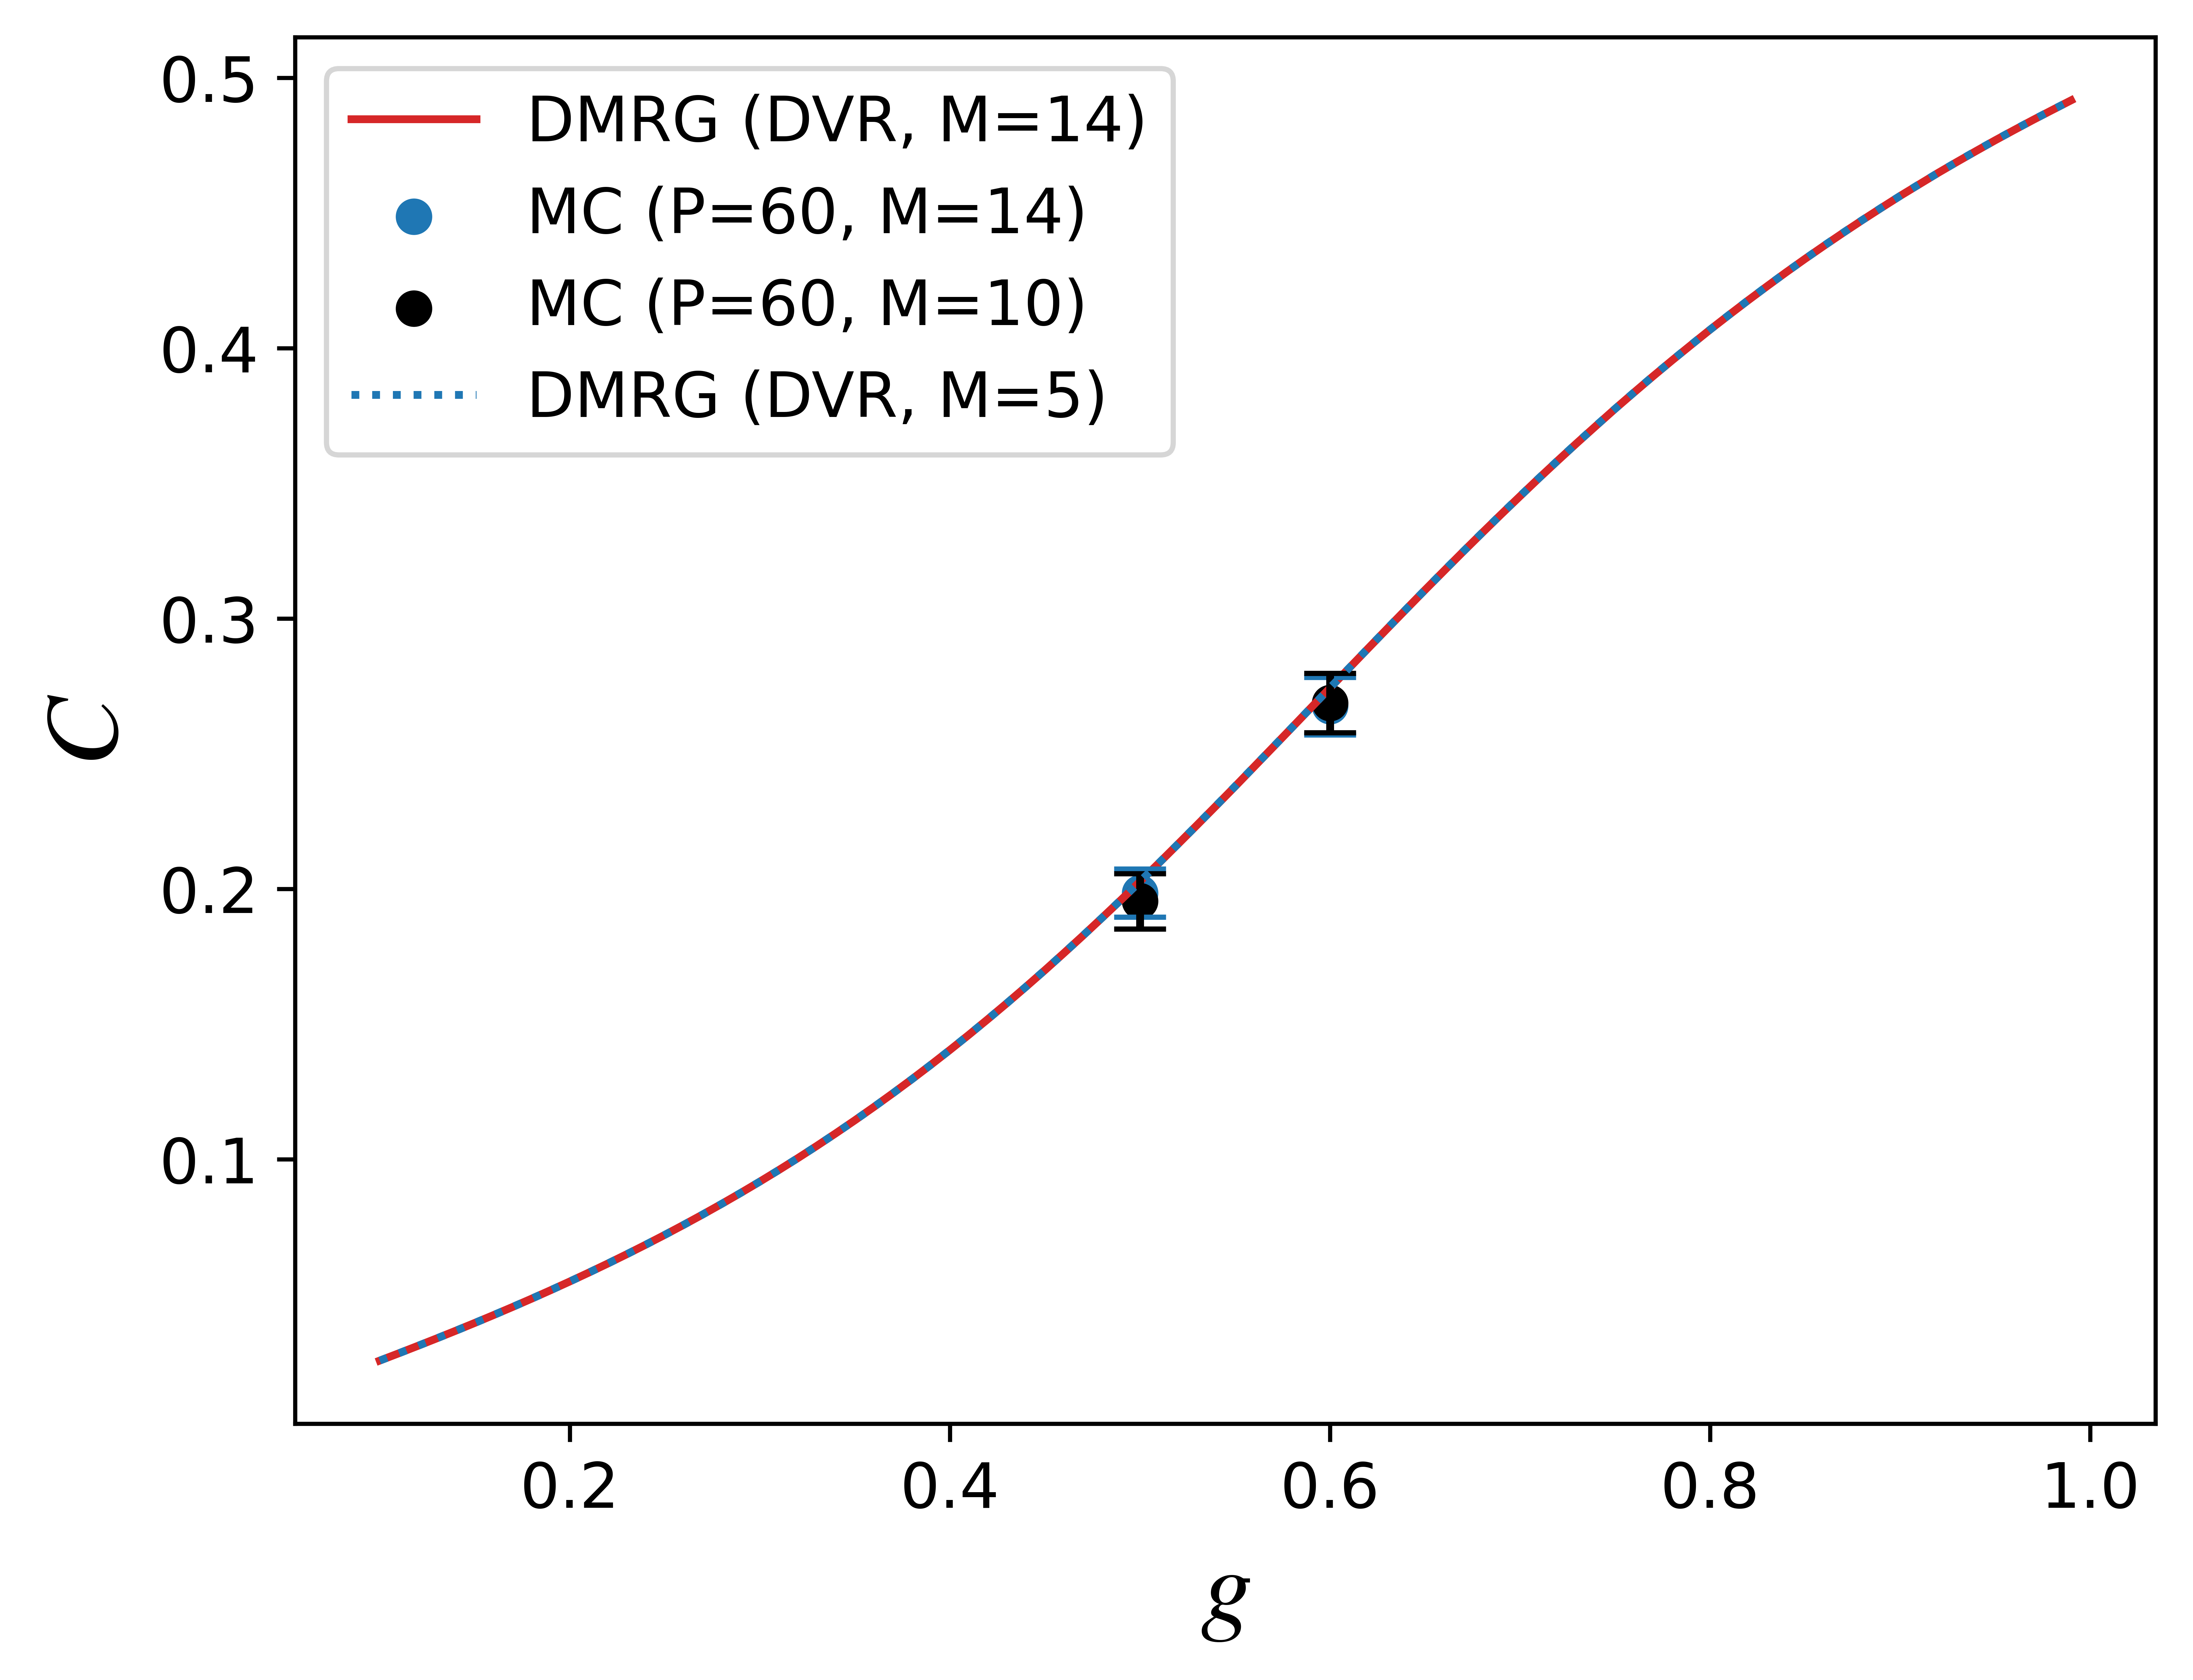 0.5
0.4
0.3
0.2
0.1
C
DMRG (DVR, M=14)
MC (P=60, M=14)
MC (P=60, M=10)
DMRG (DVR, M=5)
0.2 0.4 0.6 0.8 1.0
g